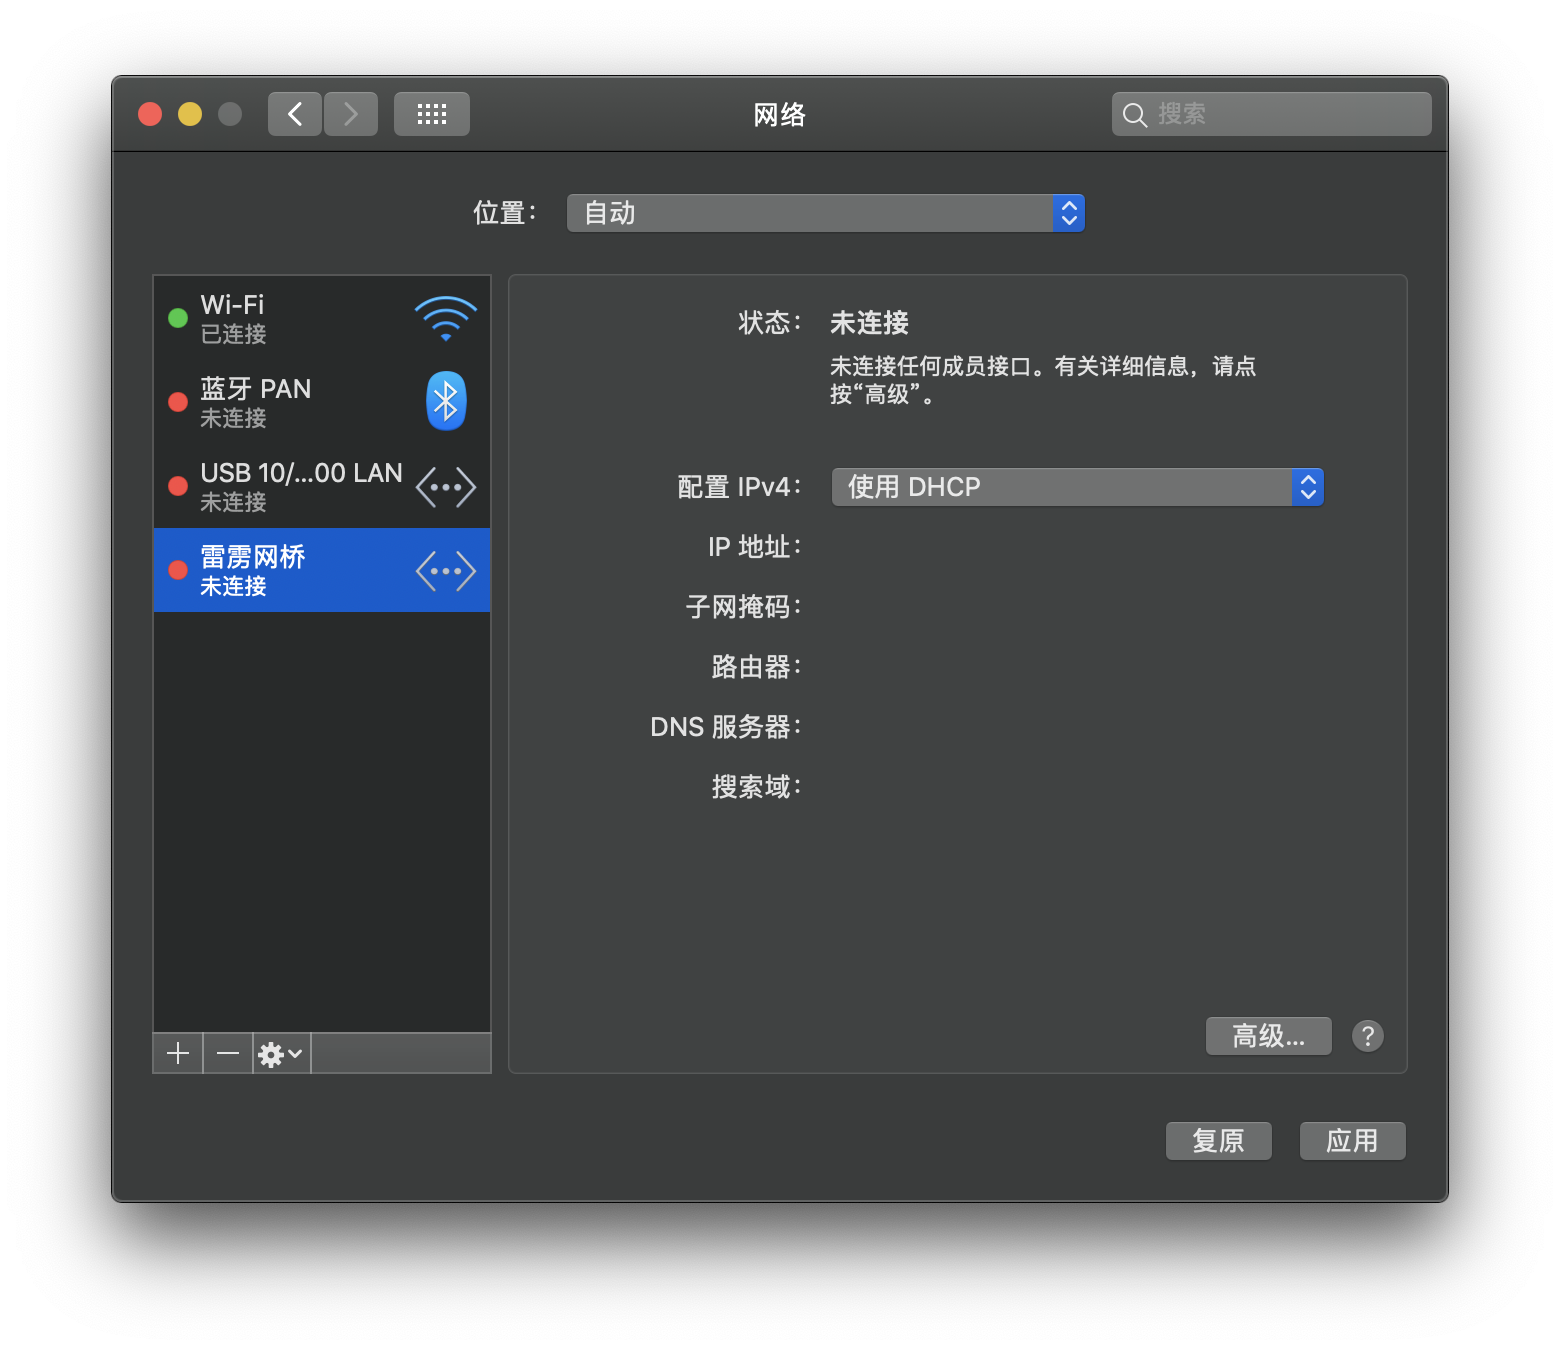 网络
搜索
位置：
自动
Wi-Fi
已连接
蓝牙 PAN
未连接
USB 10/...00 LAN
未连接
雷雳网桥
未连接
状态：
未连接
未连接任何成员接口。有关详细信息，请点
按“高级”。
配置 IPv4：
使用 DHCP
IP 地址：
子网掩码：
路由器：
DNS 服务器：
搜索域：
高级...
?
复原
应用